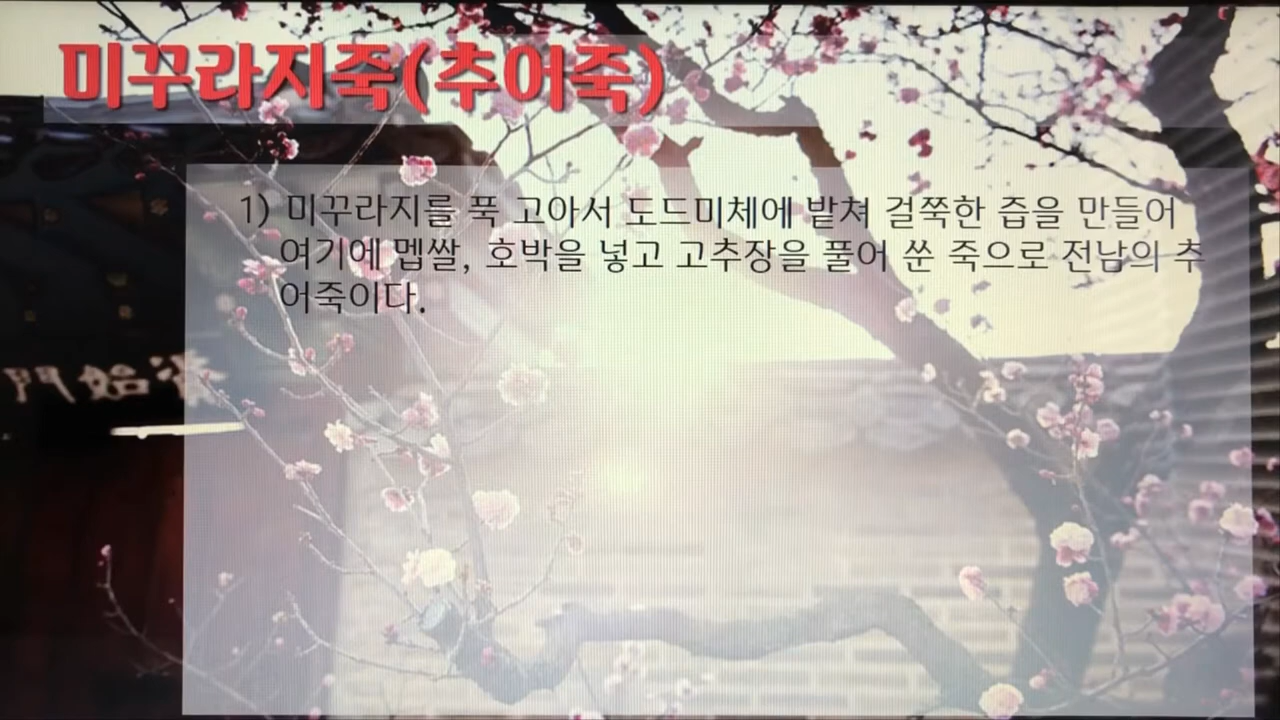 미꾸라지죽(추어죽)
1) 미꾸라지를 푹 고아서 도드미체에 밭쳐 걸쭉한 즙을 만들어
여기에 멥쌀, 호박을 넣고 고추장을 풀어 쑨 죽으로 전남의 추
어죽이다.